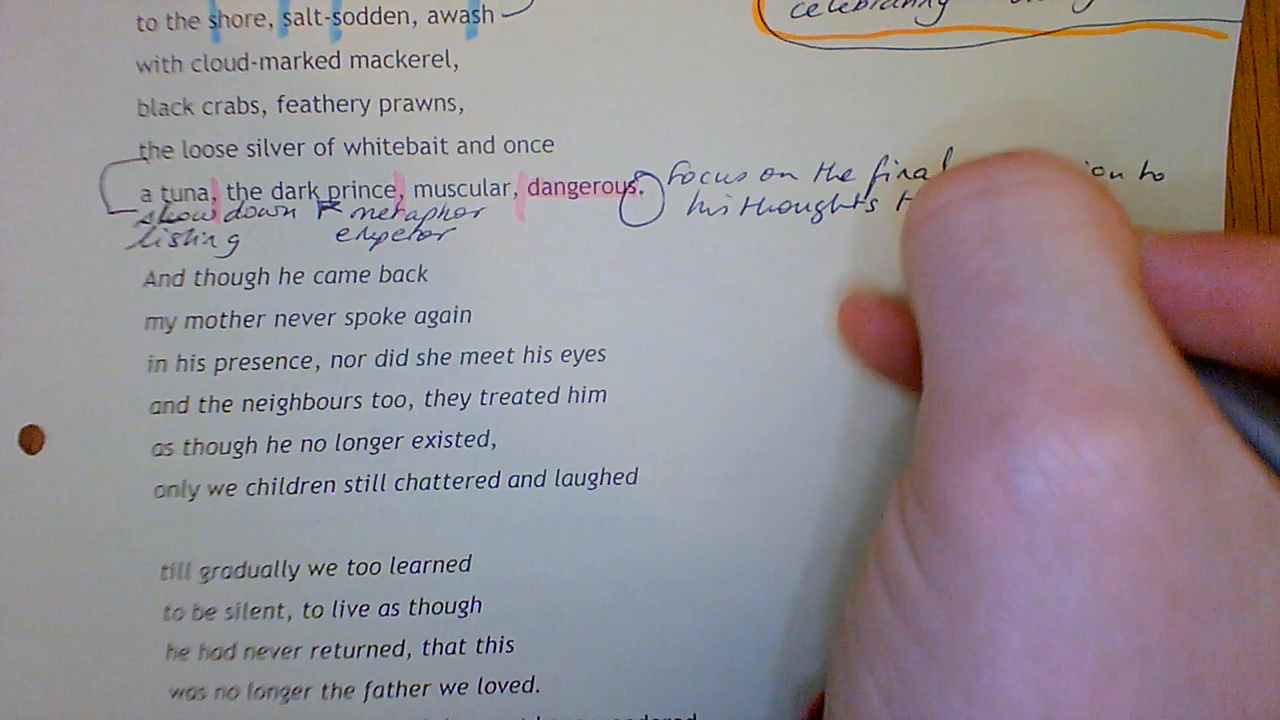 celebrating
to the shore, salt-sodden, awash
with cloud-marked mackerel,
black crabs, feathery prawns,
the loose silver of whitebait and once
a tuna, the dark prince, muscular, dangerous.
Focus on the final
to
his thoughts
slow down
metaphor
listing
emperor
And though he came back
my mother never spoke again
in his presence, nor did she meet his eyes
and the neighbours too, they treated him
as though he no longer existed,
only we children still chattered and laughed
till gradually we too learned
to be silent, to live as though
he had never returned, that this
was no longer the father we loved.